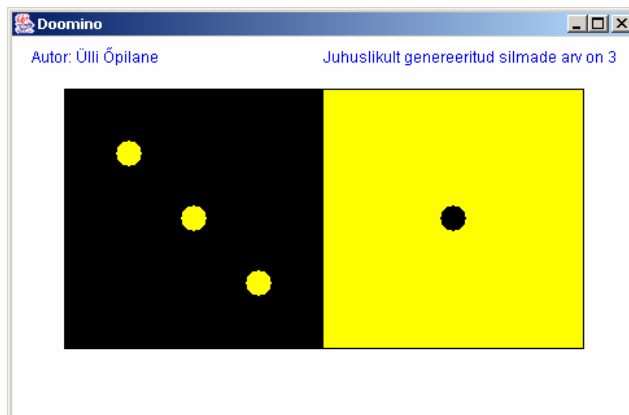 Doomino
Autor: Ülli Õpilane
Juhuslikult genereeritud silmade arv on 3